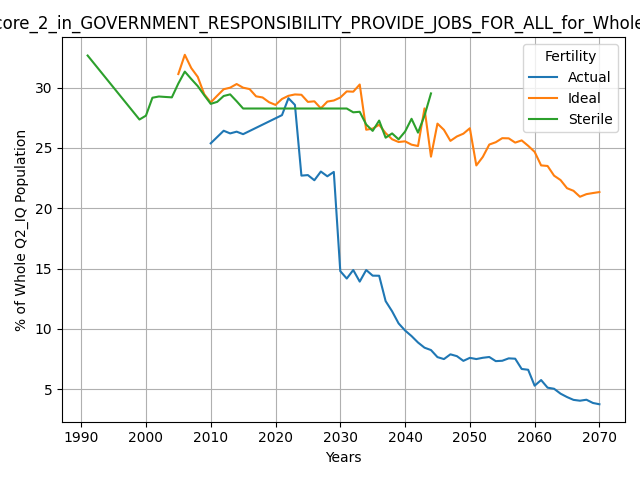 core_2_in_GOVERNMENT_RESPONSIBILITY_PROVIDE_JOBS_FOR_ALL_for_Whole
Fertility
Actual
Ideal
Sterile
% of Whole Q2_IQ Population
30
25
20
15
10
5
1990 2000 2010 2020 2030 2040 2050 2060 2070
Years